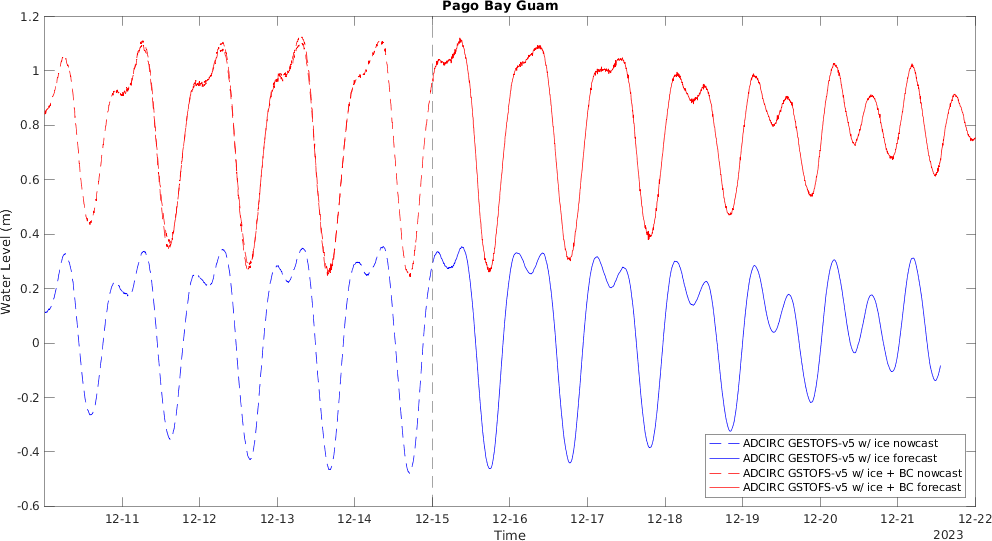 Pago Bay Guam
1.2
1
0.8
0.6
0.4
0.2
0
-0.2
-0.4
-0.6
Water Level (m)
ADCIRC GESTOFS-v5 w/ ice nowcast
ADCIRC GESTOFS-v5 w/ ice forecast
ADCIRC GSTOFS-v5 w/ ice + BC nowcast
ADCIRC GSTOFS-v5 w/ ice + BC forecast
12-11 12-12 12-13 12-14 12-15 12-16 12-17 12-18 12-19 12-20 12-21 12-22
Time
2023